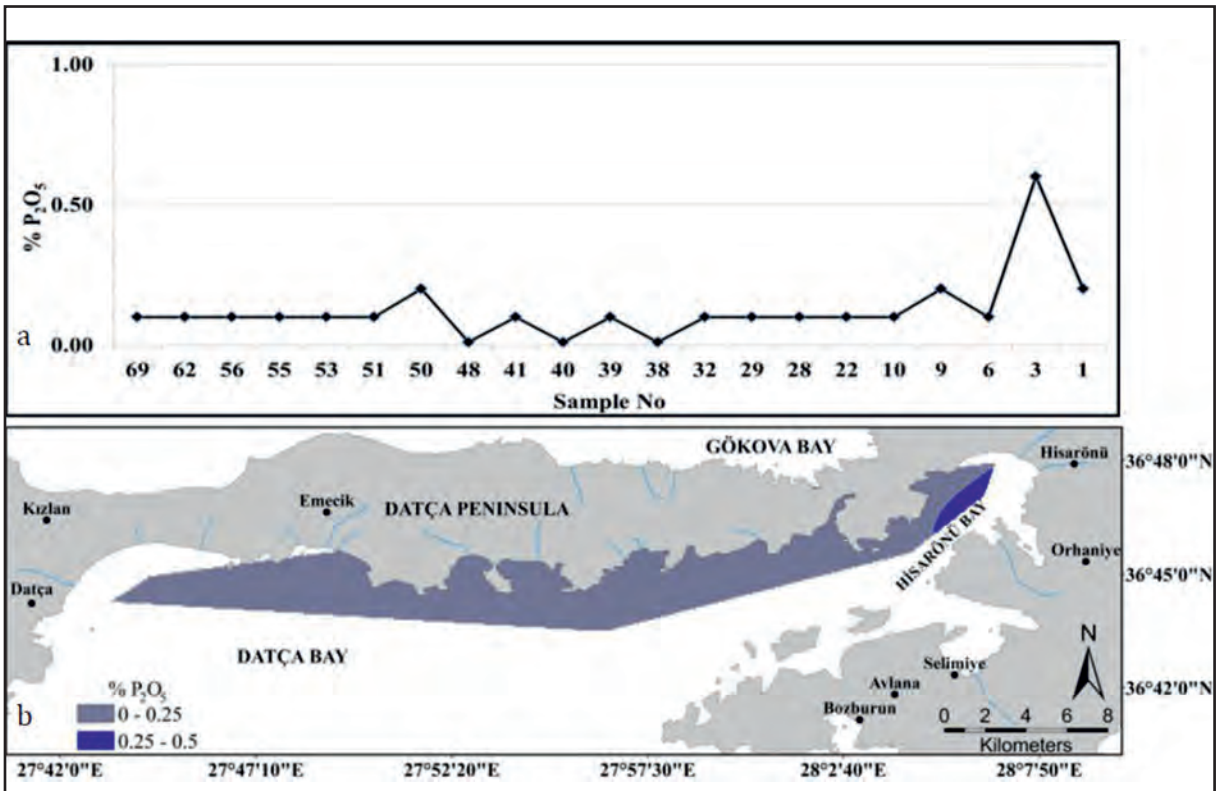 1.00
0.50
0.00
% P₂O₅
a
69 62 56 55 53 51 50 48 41 40 39 38 32 29 28 22 10 9 6 3 1
Sample No
GÖKOVA BAY
Hisarönü
36°48'0"N
Kızlan
Emecik
DATÇA PENINSULA
HİSARÖNÜ BAY
Orhaniye
36°45'0"N
Datça
DATÇA BAY
N
Selimiye
Avlana
Bozburun
36°42'0"N
% P₂O₅
0 - 0.25
0.25 - 0.5
b
0 2 4 6 8
Kilometers
27°42'0"E 27°47'10"E 27°52'20"E 27°57'30"E 28°2'40"E 28°7'50"E